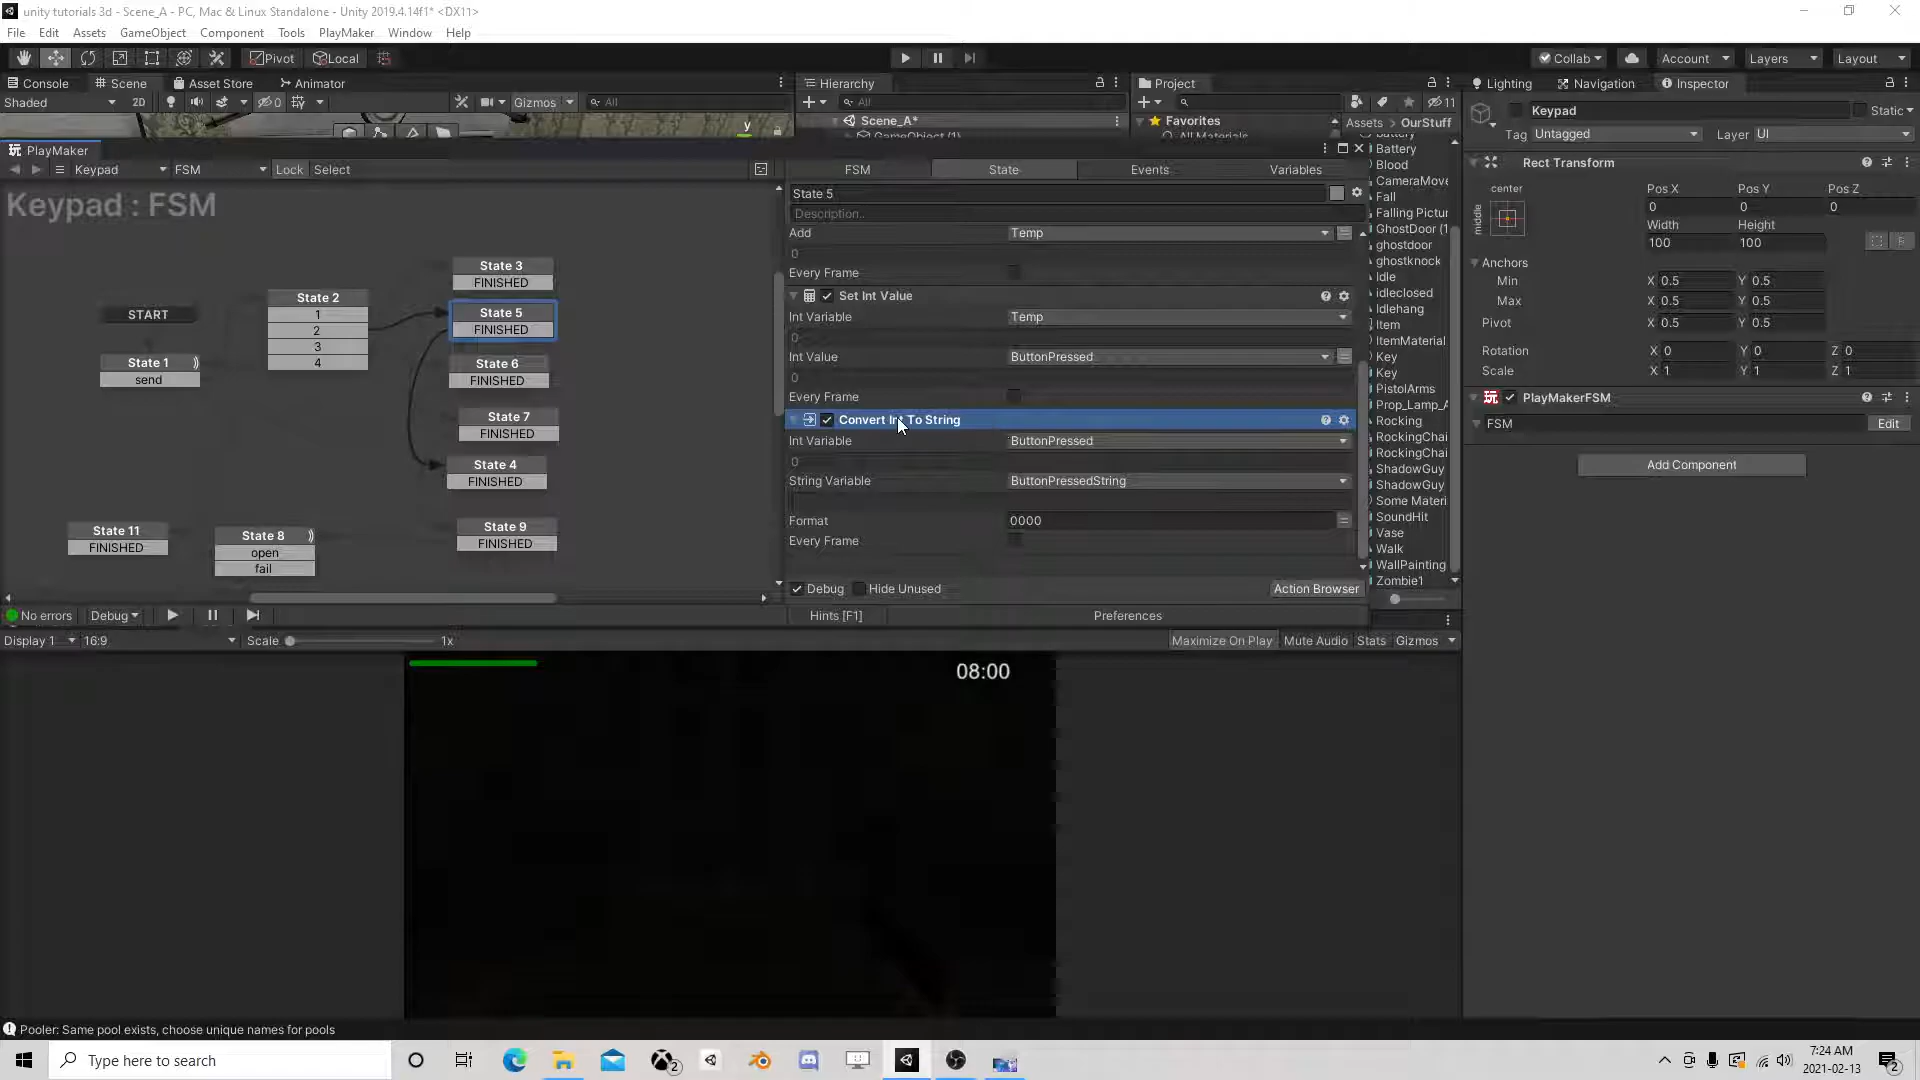 unity tutorials 3d - Scene_A - PC, Mac & Linux Standalone - Unity 2019.4.14f1* <DX11>
File Edit Assets GameObject Component Tools PlayMaker Window Help
Pivot Local Collab Account Layers Layout
Console Scene Asset Store Animator Hierarchy Project Lighting Navigation Inspector
Shaded 2D 0 Gizmos All All 11 Keypad Static
Scene_A* Favorites
y GameObject (1) All Materials Assets > OurStuff Tag Untagged Layer UI
PlayMaker
Keypad FSM Lock Select FSM State Events Variables
Keypad : FSM
START
State 1
send
State 2
1
2
3
4
State 3
FINISHED
State 5
FINISHED
State 6
FINISHED
State 7
FINISHED
State 4
FINISHED
State 9
FINISHED
State 11
FINISHED
State 8
open
fail
State 5
Description..
Add Temp
0
Every Frame
Set Int Value
Int Variable Temp
0
Int Value ButtonPressed
0
Every Frame
Convert Int To String
Int Variable ButtonPressed
0
String Variable ButtonPressedString
Format 0000
Every Frame
Debug Hide Unused Action Browser
Hints [F1] Preferences
Battery
Battery
Blood
CameraMove
Fall
Falling Pictur
GhostDoor (1
ghostdoor
ghostknock
Idle
idleclosed
Idlehang
Item
ItemMaterial
Key
Key
PistolArms
Prop_Lamp_A
Rocking
RockingChai
RockingChai
ShadowGuy
ShadowGuy
Some Materi
SoundHit
Vase
Walk
WallPainting
Zombie1
Rect Transform
center Pos X Pos Y Pos Z
middle 0 0 0
Width Height
100 100
Anchors
Min X 0.5 Y 0.5
Max X 0.5 Y 0.5
Pivot X 0.5 Y 0.5
Rotation X 0 Y 0 Z 0
Scale X 1 Y 1 Z 1
PlayMakerFSM
FSM Edit
Add Component
No errors Debug
Display 1 16:9 Scale 1x Maximize On Play Mute Audio Stats Gizmos
08:00
Pooler: Same pool exists, choose unique names for pools
Type here to search
2
7:24 AM
2021-02-13
2